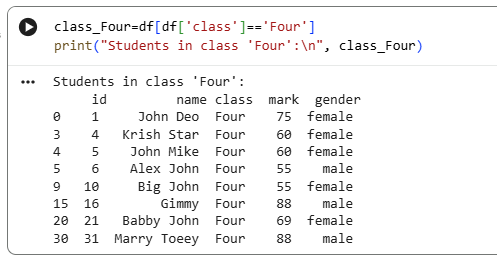 class_Four=df[df['class']=='Four']
print("Students in class 'Four':\n", class_Four)
Students in class 'Four':
id name class mark gender
0 1 John Deo Four 75 female
3 4 Krish Star Four 60 female
4 5 John Mike Four 60 female
5 6 Alex John Four 55 male
9 10 Big John Four 55 female
15 16 Gimmy Four 88 male
20 21 Babby John Four 69 female
30 31 Marry Toeey Four 88 male